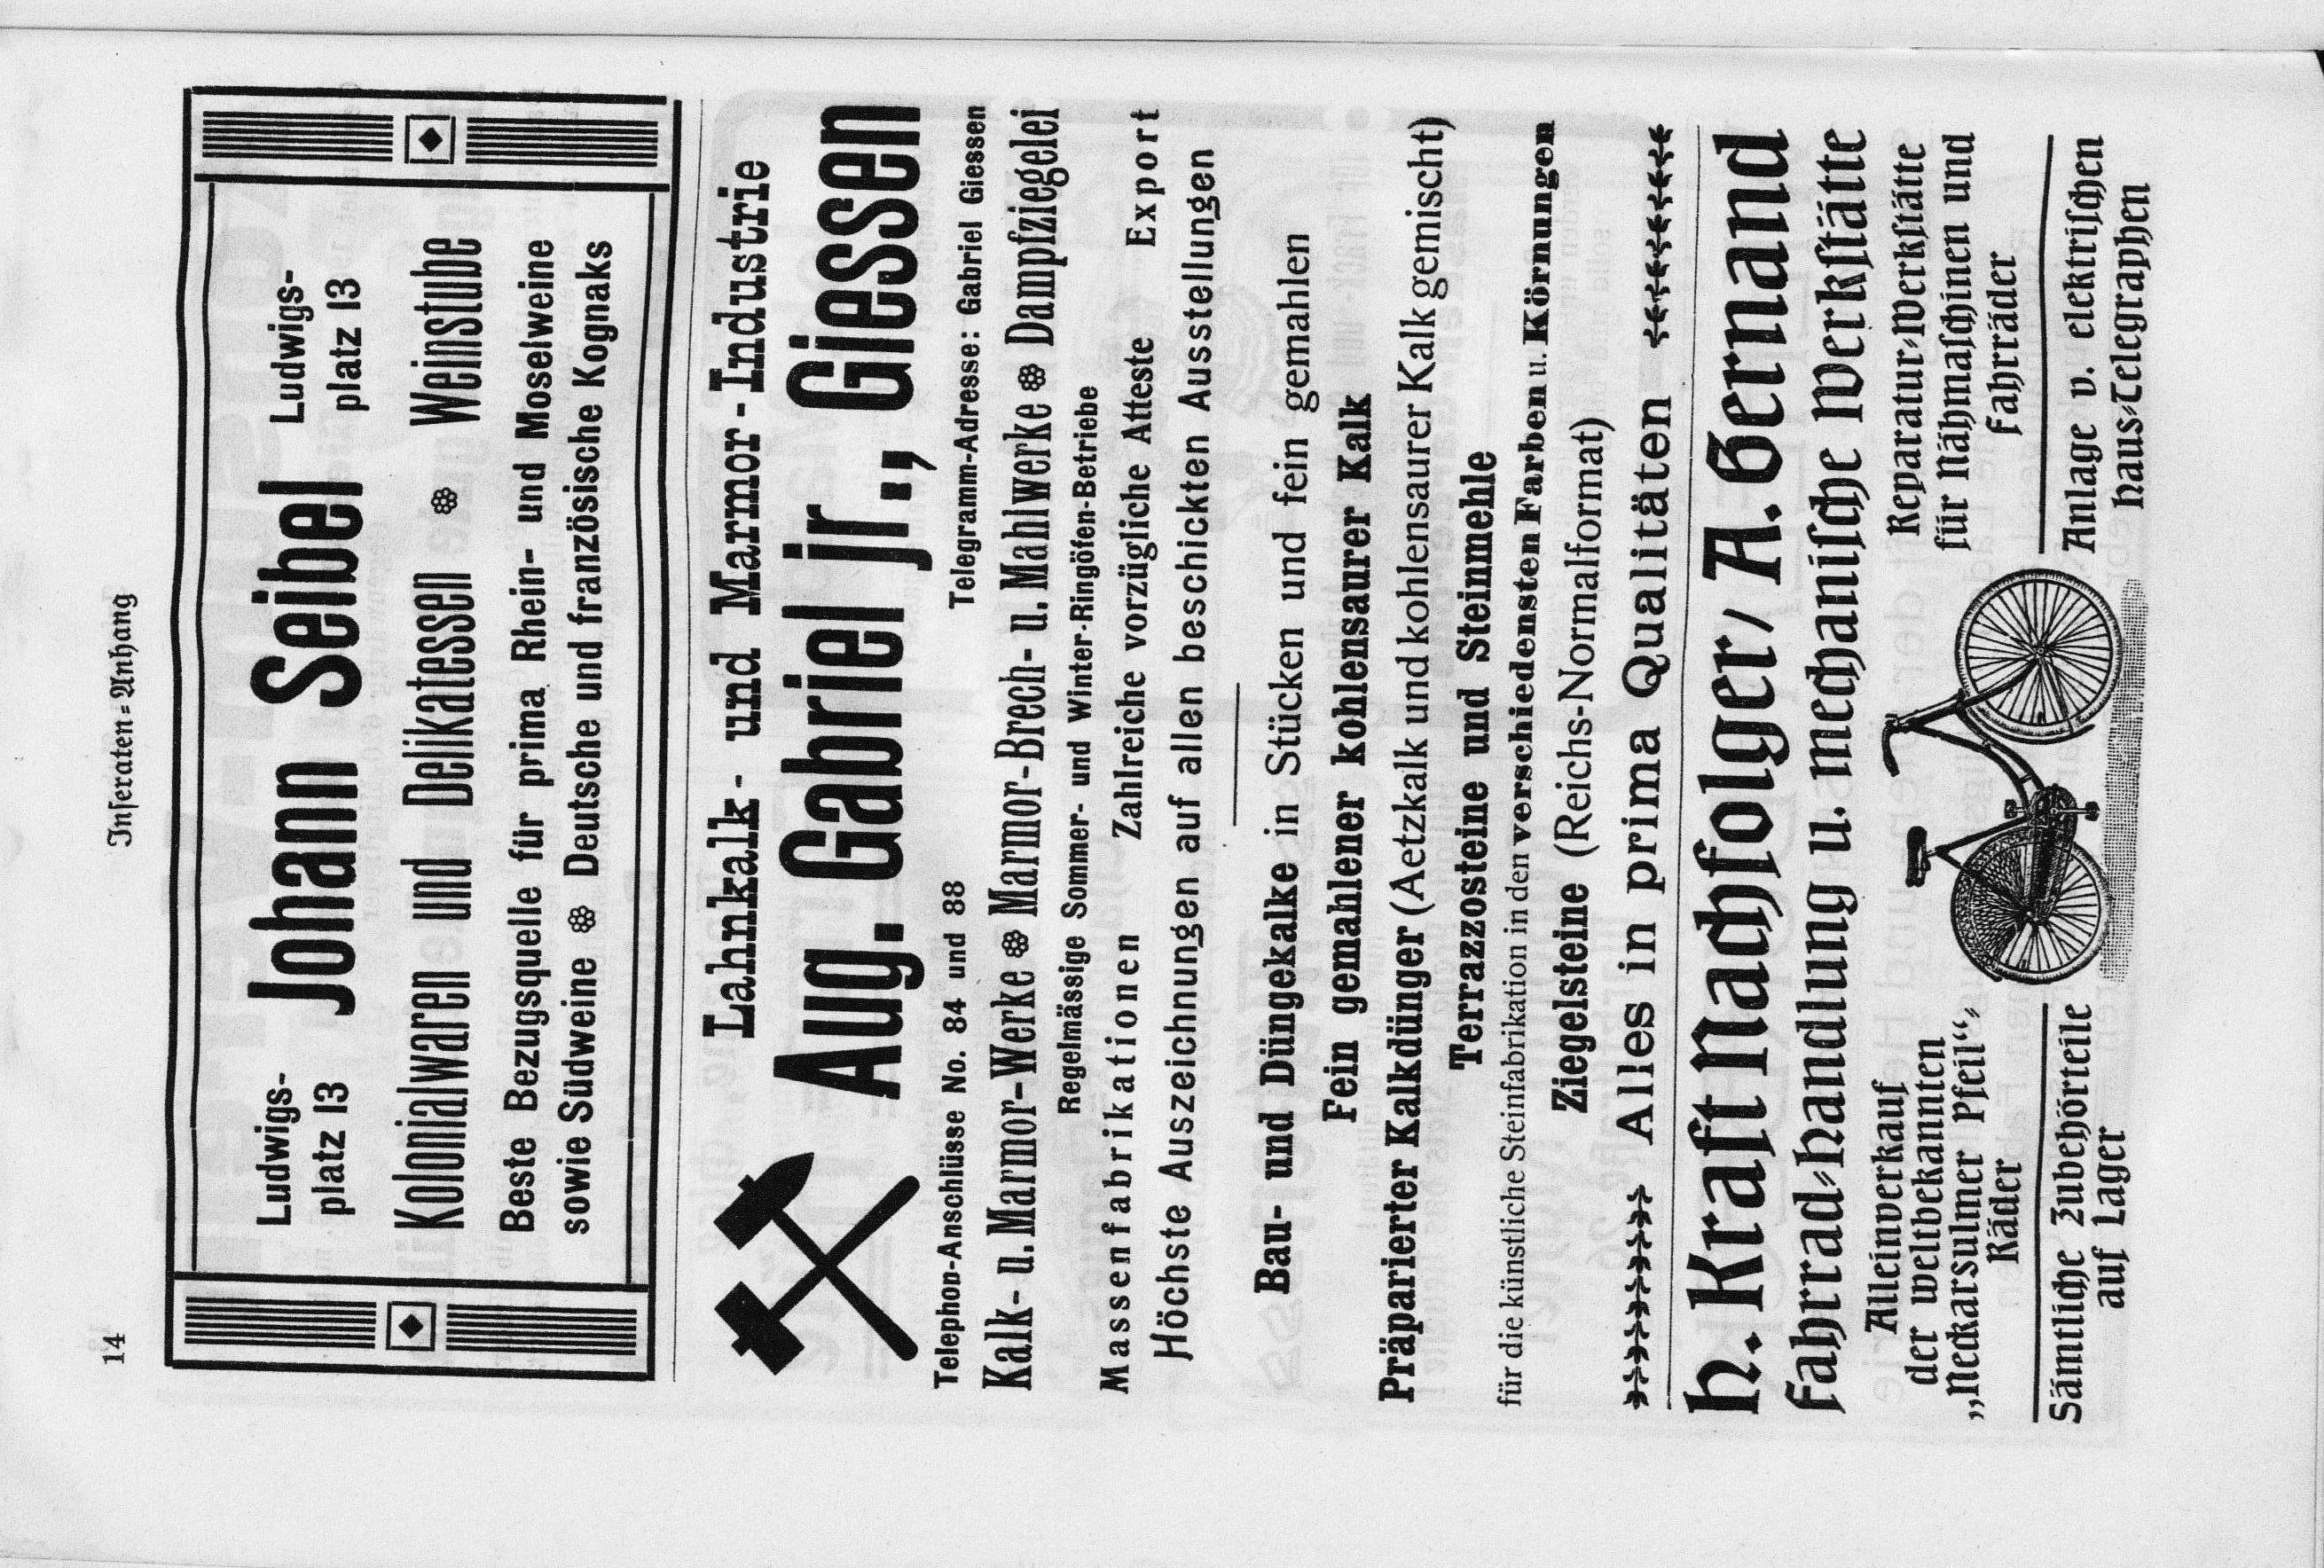 14
Inseraten-Anhang
Ludwigs-
platz 13
Johann Seibel
Ludwigs-
platz 13
Kolonialwaren und Delikatessen Weinstube
Beste Bezugsquelle für prima Rhein- und Moselweine
sowie Südweine Deutsche und französische Kognaks
Lahnkalk- und Marmor-Industrie
Aug. Gabriel jr., Giessen
Telephon-Anschlüsse No. 84 und 88 Telegramm-Adresse: Gabriel Giessen
Kalk- u. Marmor-Werke Marmor-Brech- u. Mahlwerke Dampfziegelei
Regelmässige Sommer- und Winter-Ringöfen-Betriebe
Massenfabrikationen Zahlreiche vorzügliche Atteste Export
Höchste Auszeichnungen auf allen beschickten Ausstellungen
Bau- und Düngekalke in Stücken und fein gemahlen
Fein gemahlener kohlensaurer Kalk
Präparierter Kalkdünger (Aetzkalk und kohlensaurer Kalk gemischt)
Terrazzosteine und Steinmehle
für die künstliche Steinfabrikation in den verschiedensten Farben u. Körnungen
Ziegelsteine (Reichs-Normalformat)
Alles in prima Qualitäten
H. Kraft Nachfolger, A. Gernand
Fahrrad-Handlung u. mechanische Werkstätte
Alleinverkauf
der weltbekannten
„Neckarsulmer Pfeil“-
Räder
Sämtliche Zubehörteile
auf Lager
Reparatur-Werkstätte
für Nähmaschinen und
Fahrräder
Anlage v. elektrischen
Haus-Telegraphen